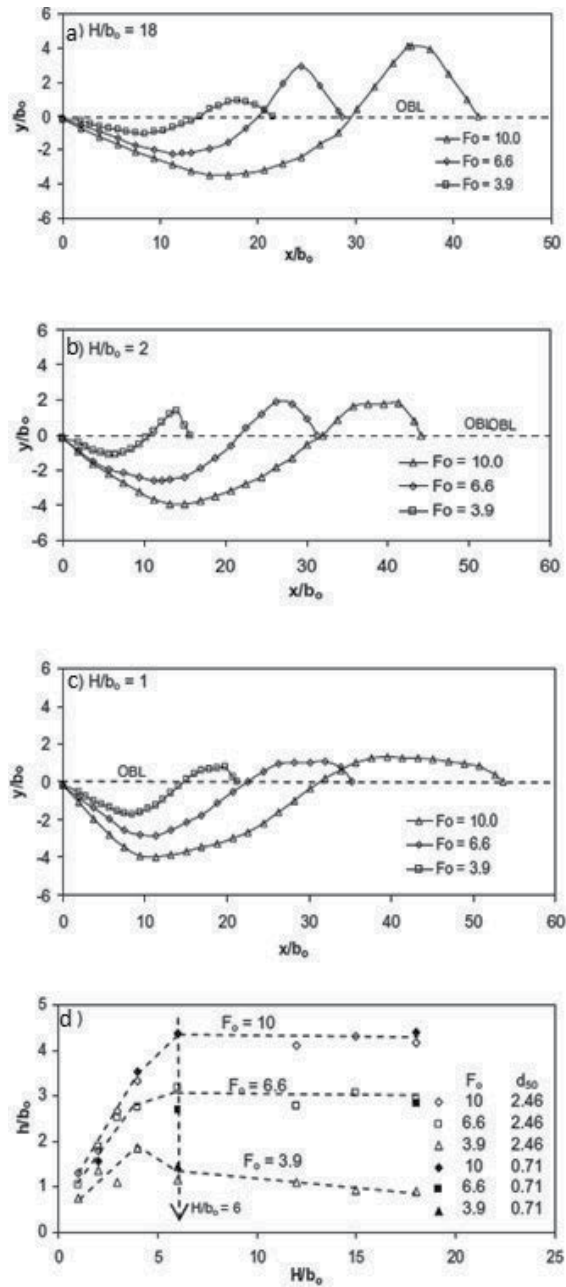 a) H/bₒ = 18
6
4
2
0
-2
-4
-6
y/bₒ
OBL
Fo = 10.0
Fo = 6.6
Fo = 3.9
0 10 20 30 40 50
x/bₒ
b) H/bₒ = 2
6
4
2
0
-2
-4
-6
y/bₒ
OBL OBL
Fo = 10.0
Fo = 6.6
Fo = 3.9
0 10 20 30 40 50 60
x/bₒ
c) H/bₒ = 1
6
4
2
0
-2
-4
-6
y/bₒ
OBL
Fo = 10.0
Fo = 6.6
Fo = 3.9
0 10 20 30 40 50 60
x/bₒ
d)
5
4
3
2
1
0
h/bₒ
Fₒ = 10
Fₒ = 6.6
Fₒ = 3.9
H/bₒ = 6
Fₒ d₅₀
10 2.46
6.6 2.46
3.9 2.46
10 0.71
6.6 0.71
3.9 0.71
0 5 10 15 20 25
H/bₒ